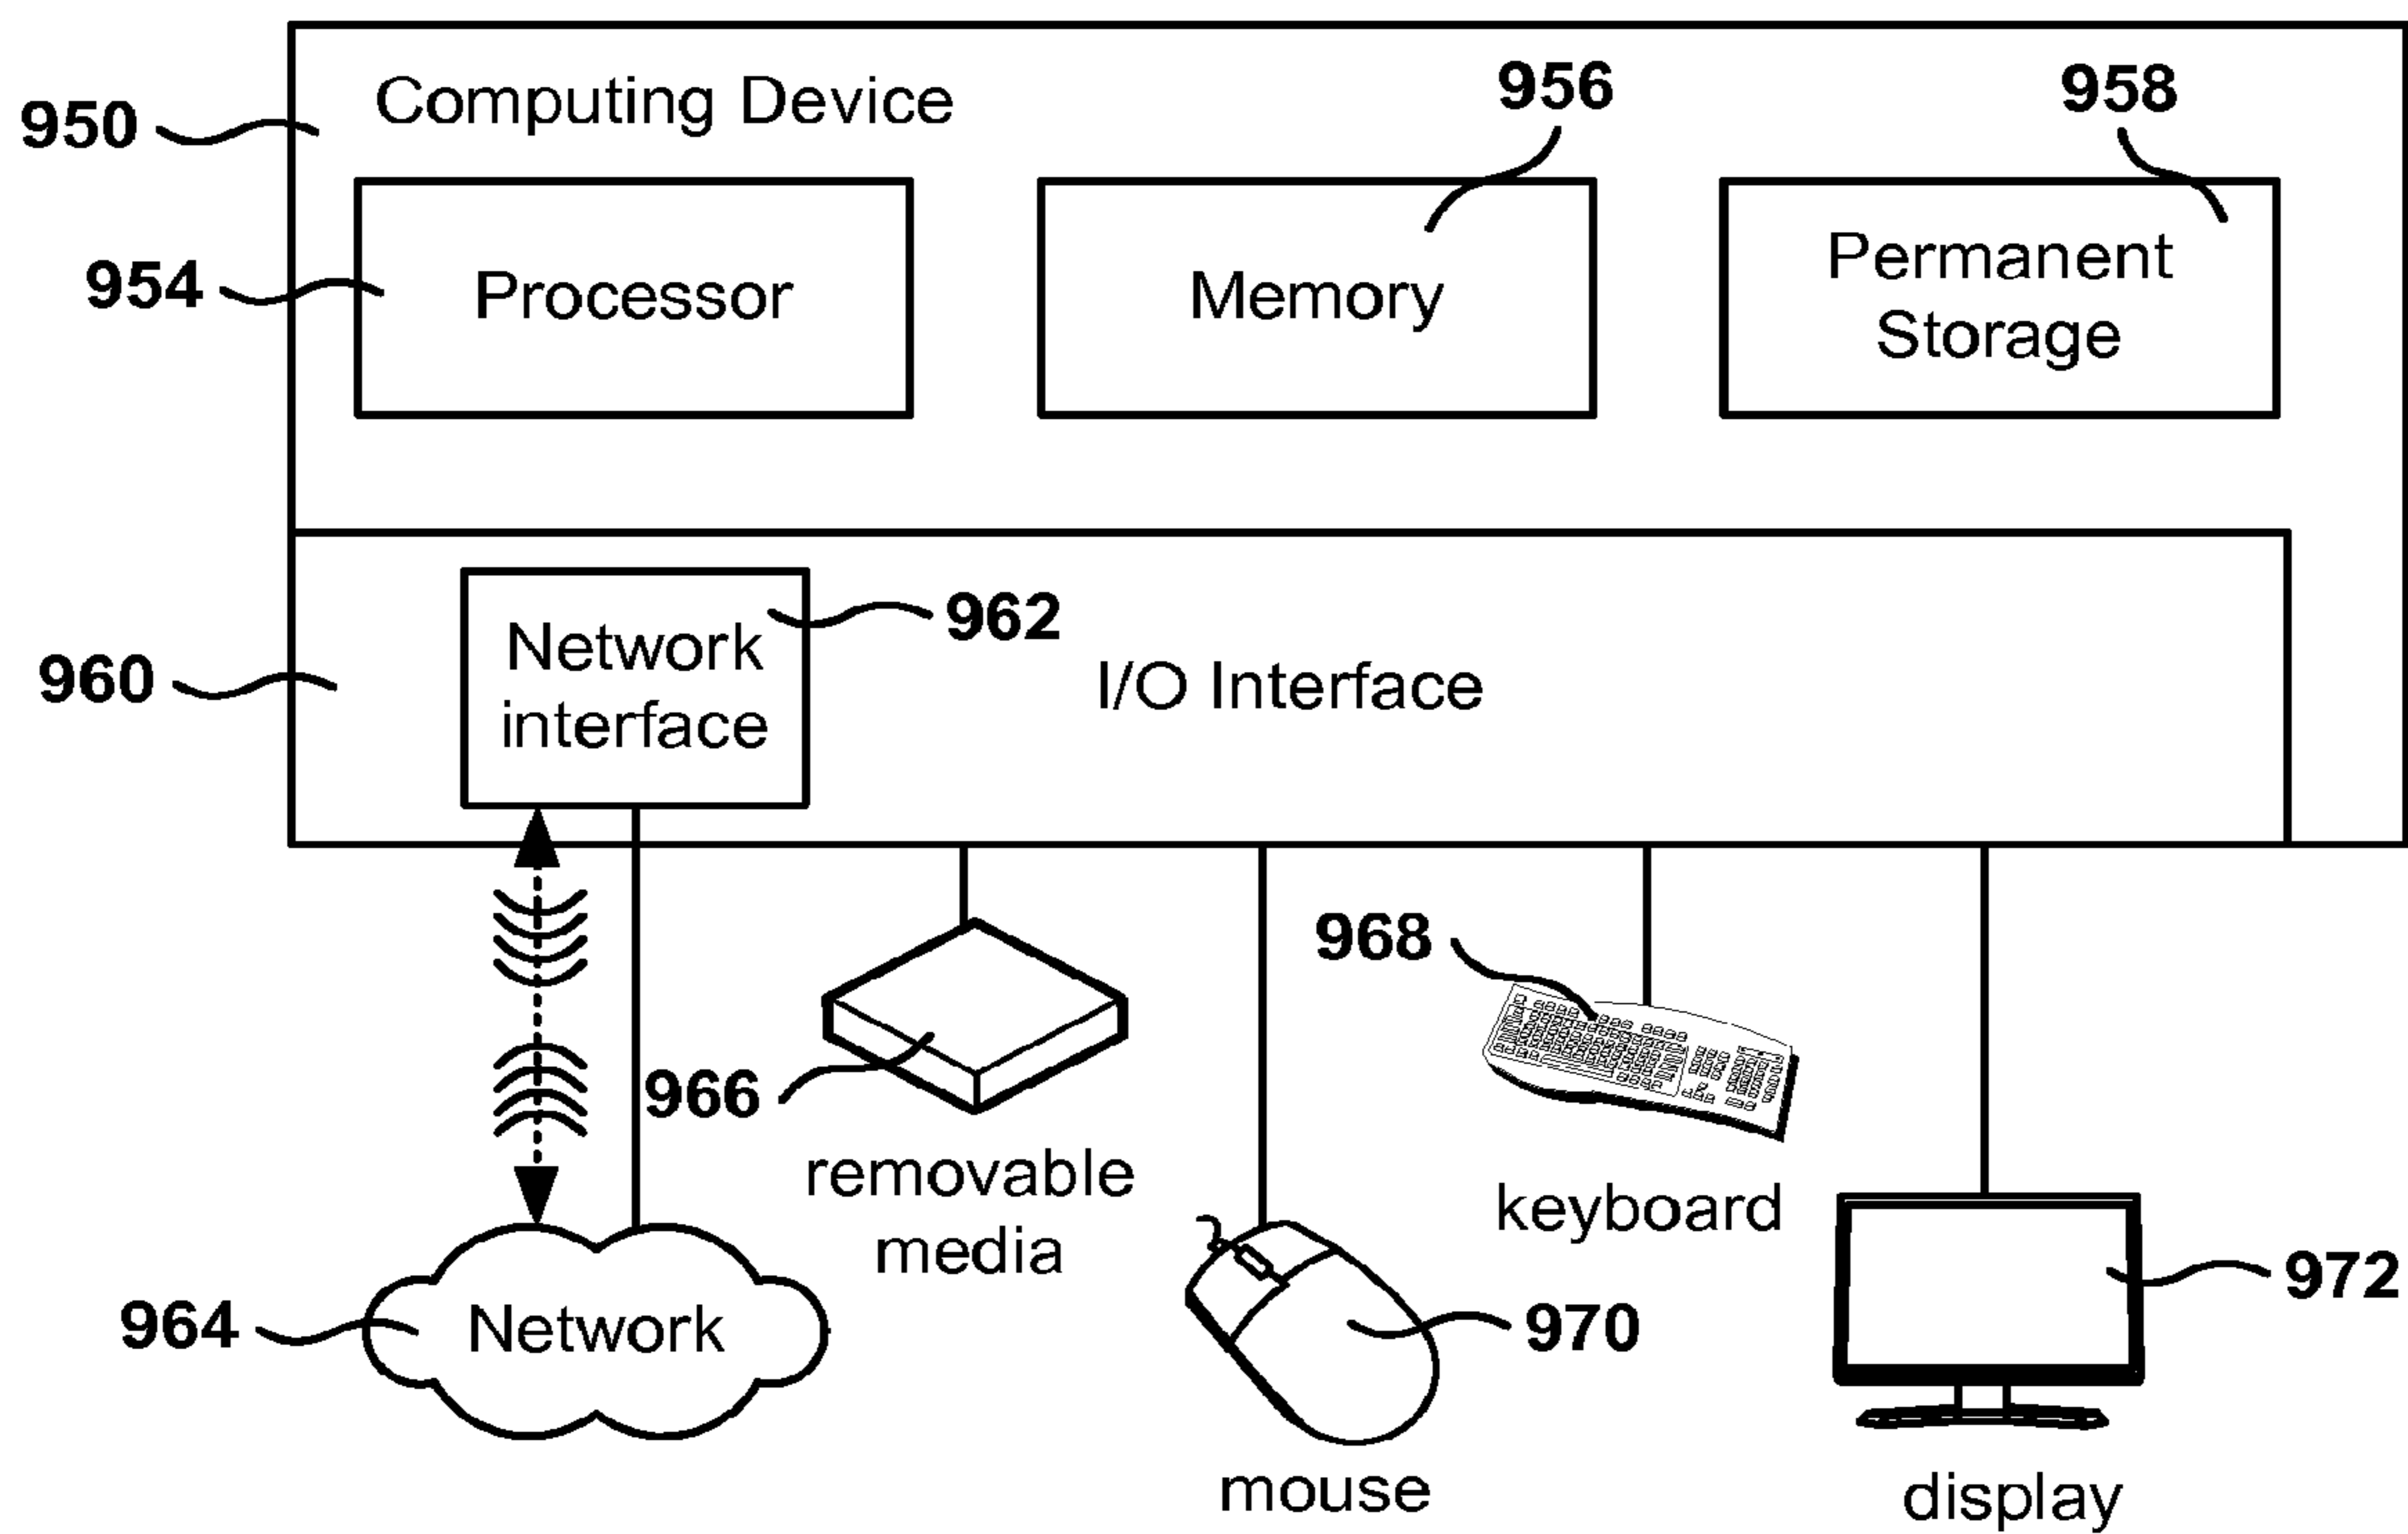 950
Computing Device
956
958
954
Processor
Memory
Permanent
Storage
960
Network
interface
962
I/O Interface
968
966
removable
media
keyboard
964
Network
970
972
mouse
display